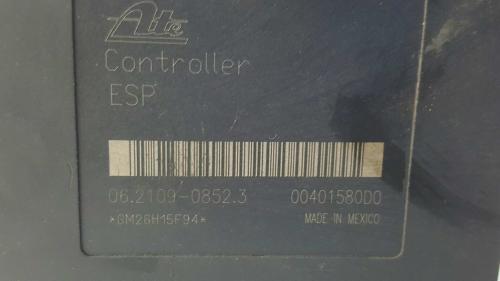 Ate
Controller
ESP
06.2109-0852.3 00401580D0
*GM26H15F94*
MADE IN MEXICO